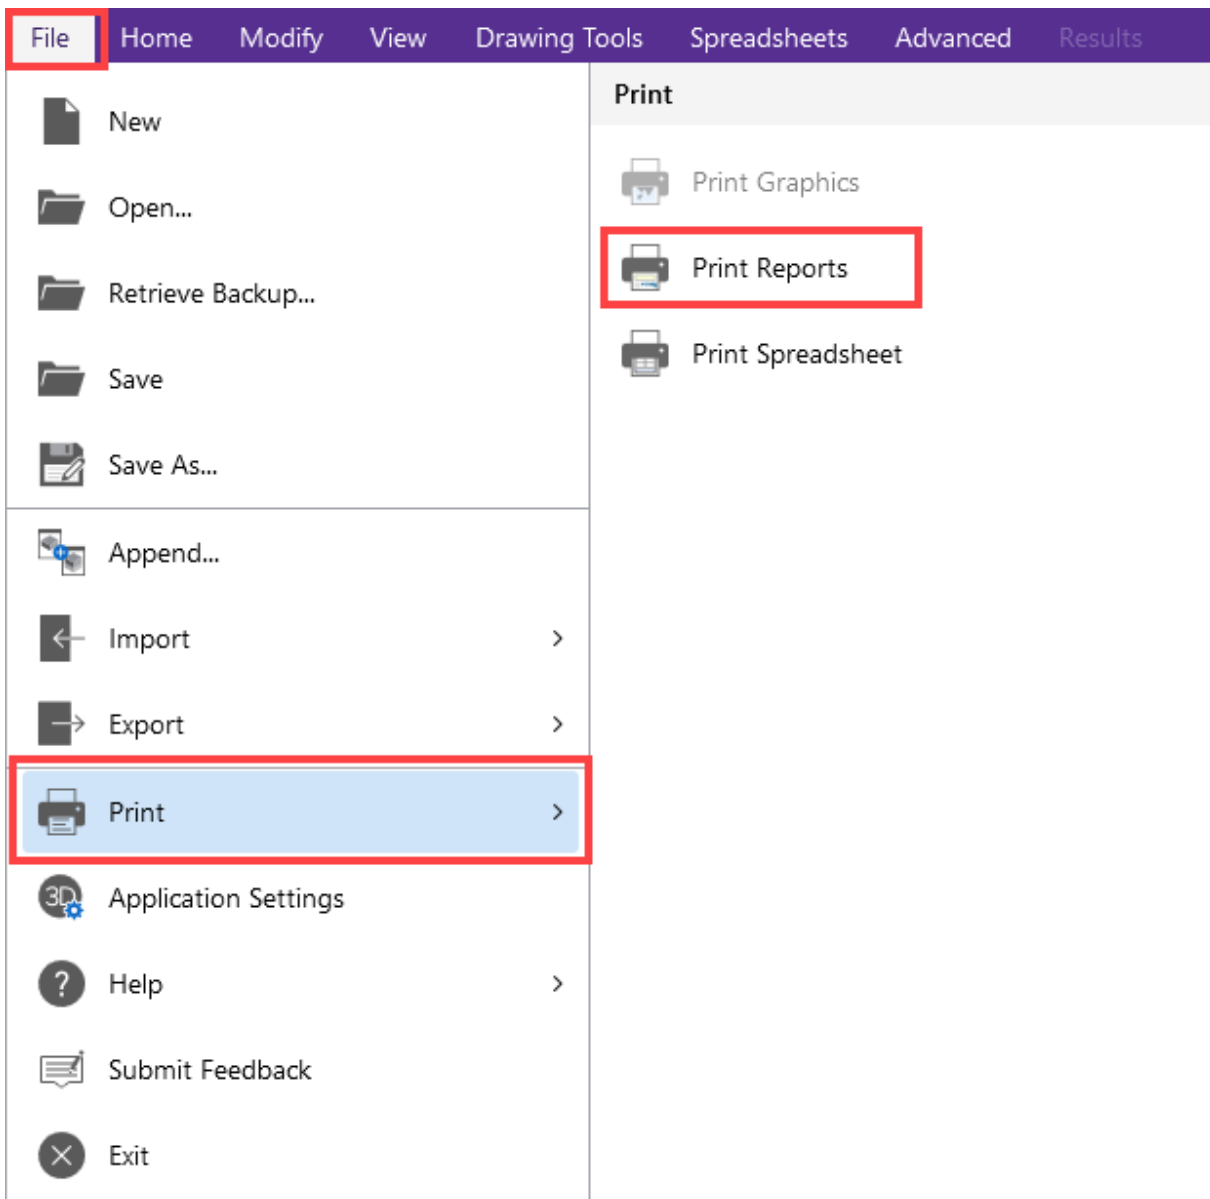 File Home Modify View Drawing Tools Spreadsheets Advanced Results
New
Open...
Retrieve Backup...
Save
Save As...
Append...
Import
Export
Print
3D Application Settings
? Help
Submit Feedback
Exit
Print
Print Graphics
Print Reports
Print Spreadsheet